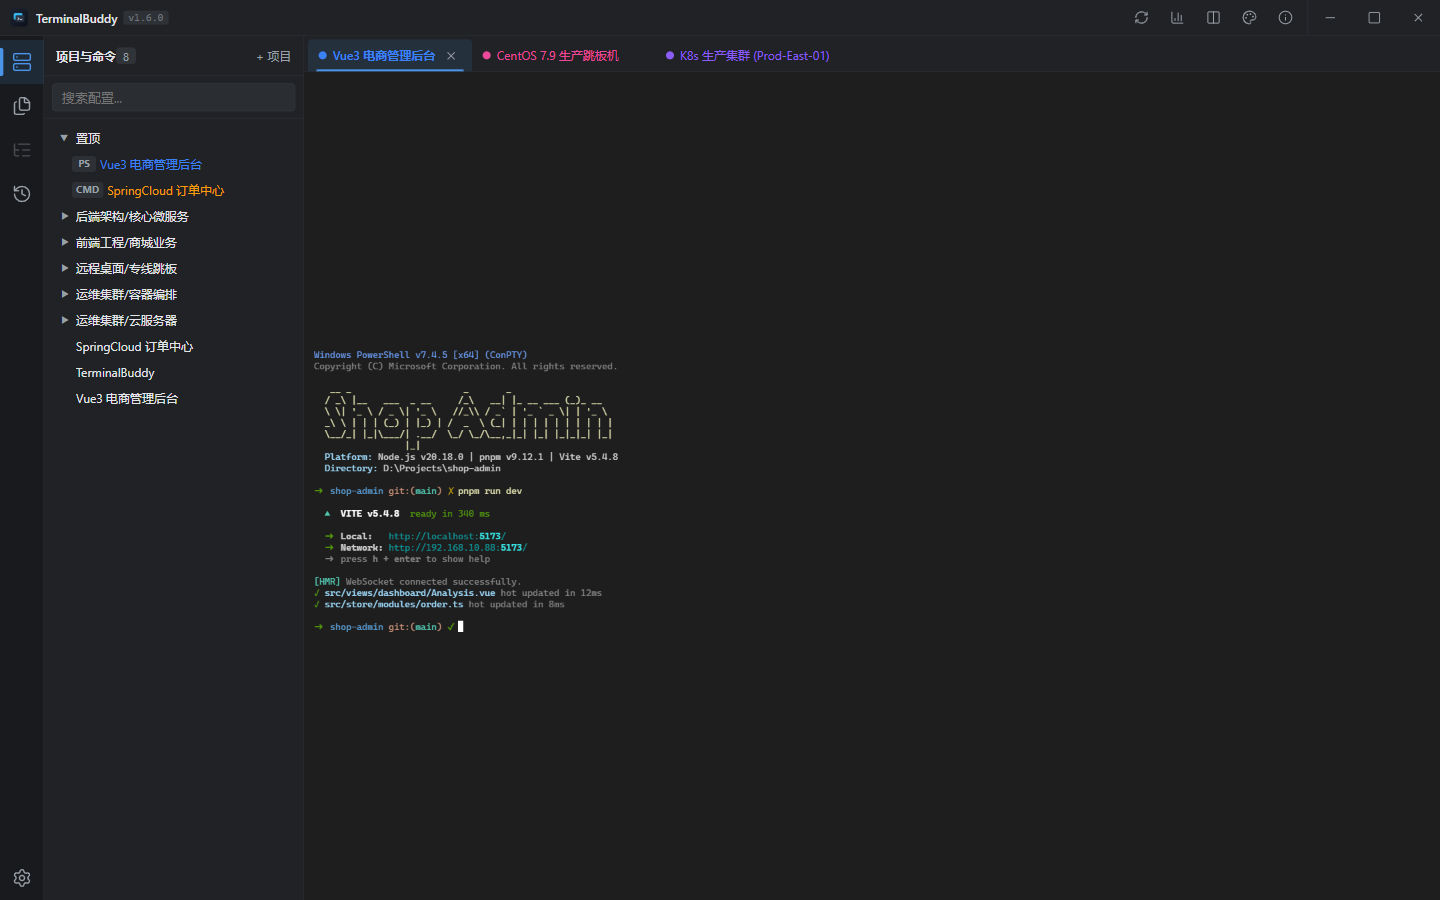 TerminalBuddy v1.6.0
项目与命令 8 + 项目
搜索配置...
置顶
PS Vue3 电商管理后台
CMD SpringCloud 订单中心
后端架构/核心微服务
前端工程/商城业务
远程桌面/专线跳板
运维集群/容器编排
运维集群/云服务器
SpringCloud 订单中心
TerminalBuddy
Vue3 电商管理后台
Vue3 电商管理后台 CentOS 7.9 生产跳板机 K8s 生产集群 (Prod-East-01)
Windows PowerShell v7.4.5 [x64] (ConPTY)
Copyright (C) Microsoft Corporation. All rights reserved.
Shop Admin
Platform: Node.js v20.18.0 | pnpm v9.12.1 | Vite v5.4.8
Directory: D:\Projects\shop-admin
➜ shop-admin git:(main) ✗ pnpm run dev
▲ VITE v5.4.8 ready in 340 ms
➜ Local: http://localhost:5173/
➜ Network: http://192.168.10.88:5173/
➜ press h + enter to show help
[HMR] WebSocket connected successfully.
✓ src/views/dashboard/Analysis.vue hot updated in 12ms
✓ src/store/modules/order.ts hot updated in 8ms
➜ shop-admin git:(main) ✓